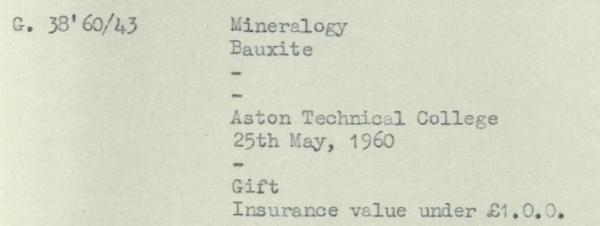 G. 38'60/43 Mineralogy
Bauxite
-
-
Aston Technical College
25th May, 1960
-
Gift
Insurance value under £1.0.0.